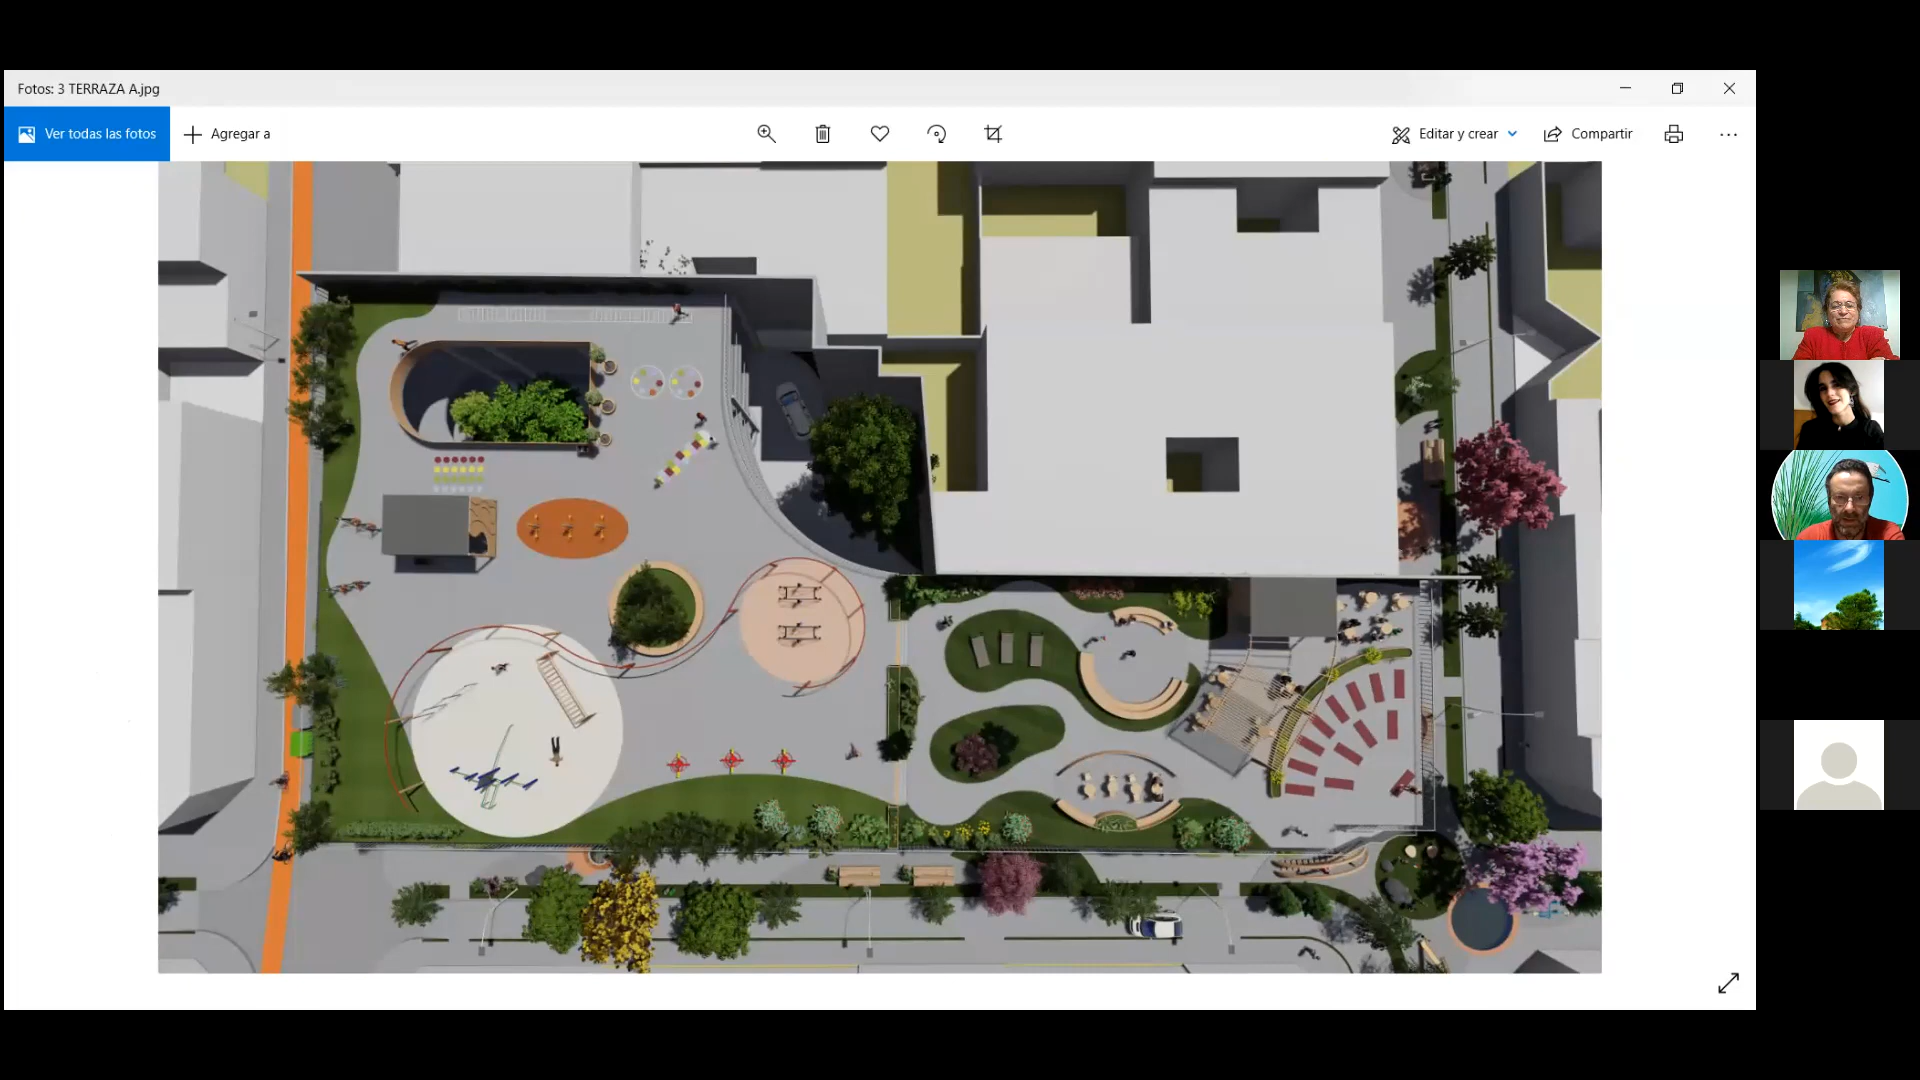 Fotos: 3 TERRAZA A.jpg
Ver todas las fotos
Agregar a
Editar y crear
Compartir